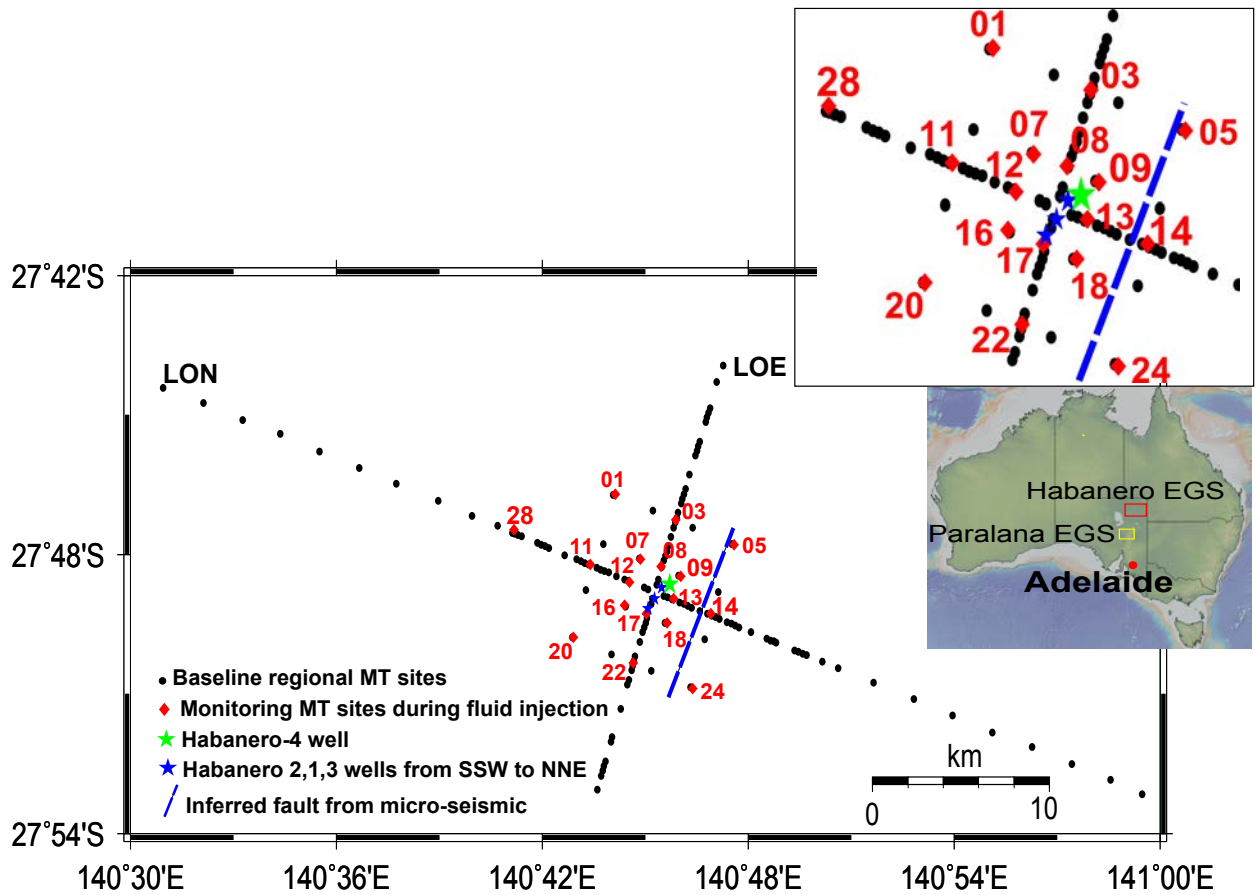 01
03
28
05
07
08
11
12
09
13
16
14
17
18
20
22
24
27°42'S
LON
LOE
Habanero EGS
Paralana EGS
Adelaide
01
03
28
07
08
05
11
12
09
13
16
14
17
18
20
22
24
27°48'S
Baseline regional MT sites
Monitoring MT sites during fluid injection
Habanero-4 well
Habanero 2,1,3 wells from SSW to NNE
Inferred fault from micro-seismic
km
0 10
27°54'S
140°30'E 140°36'E 140°42'E 140°48'E 140°54'E 141°00'E